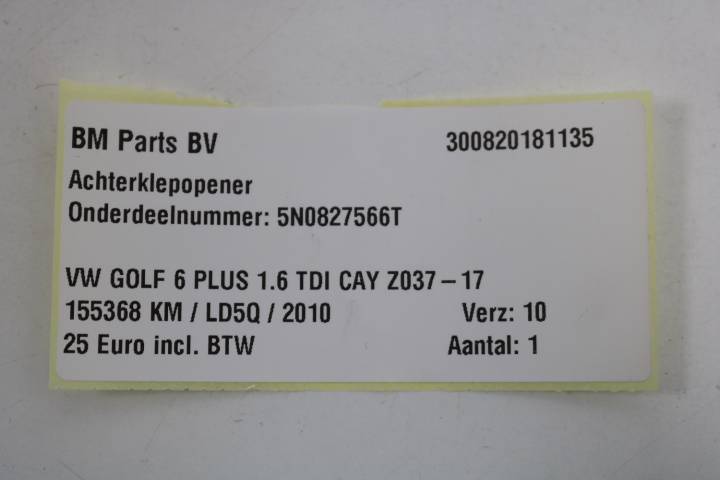 BM Parts BV 300820181135
Achterklepopener
Onderdeelnummer: 5N0827566T
VW GOLF 6 PLUS 1.6 TDI CAY Z037 – 17
155368 KM / LD5Q / 2010 Verz: 10
25 Euro incl. BTW Aantal: 1